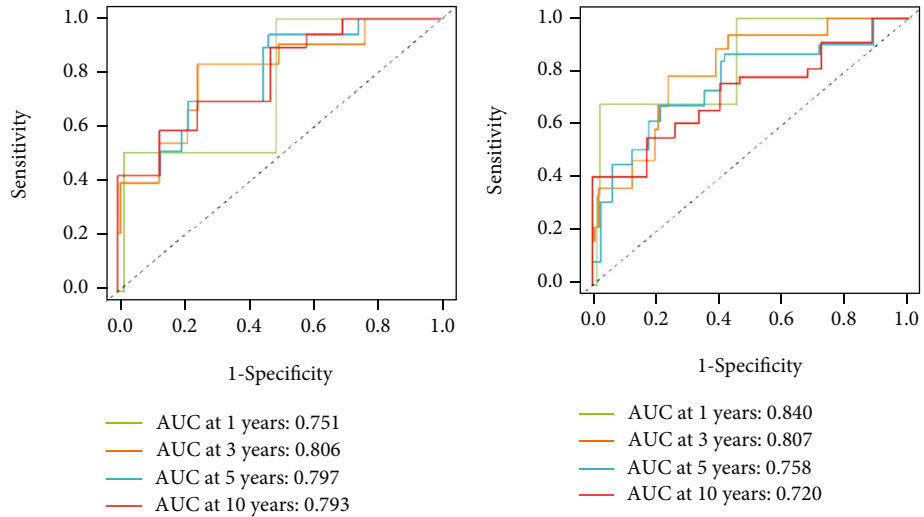 1.0
0.8
0.6
0.4
0.2
0.0
Sensitivity
0.0 0.2 0.4 0.6 0.8 1.0
1-Specificity
AUC at 1 years: 0.751
AUC at 3 years: 0.806
AUC at 5 years: 0.797
AUC at 10 years: 0.793
1.0
0.8
0.6
0.4
0.2
0.0
Sensitivity
0.0 0.2 0.4 0.6 0.8 1.0
1-Specificity
AUC at 1 years: 0.840
AUC at 3 years: 0.807
AUC at 5 years: 0.758
AUC at 10 years: 0.720